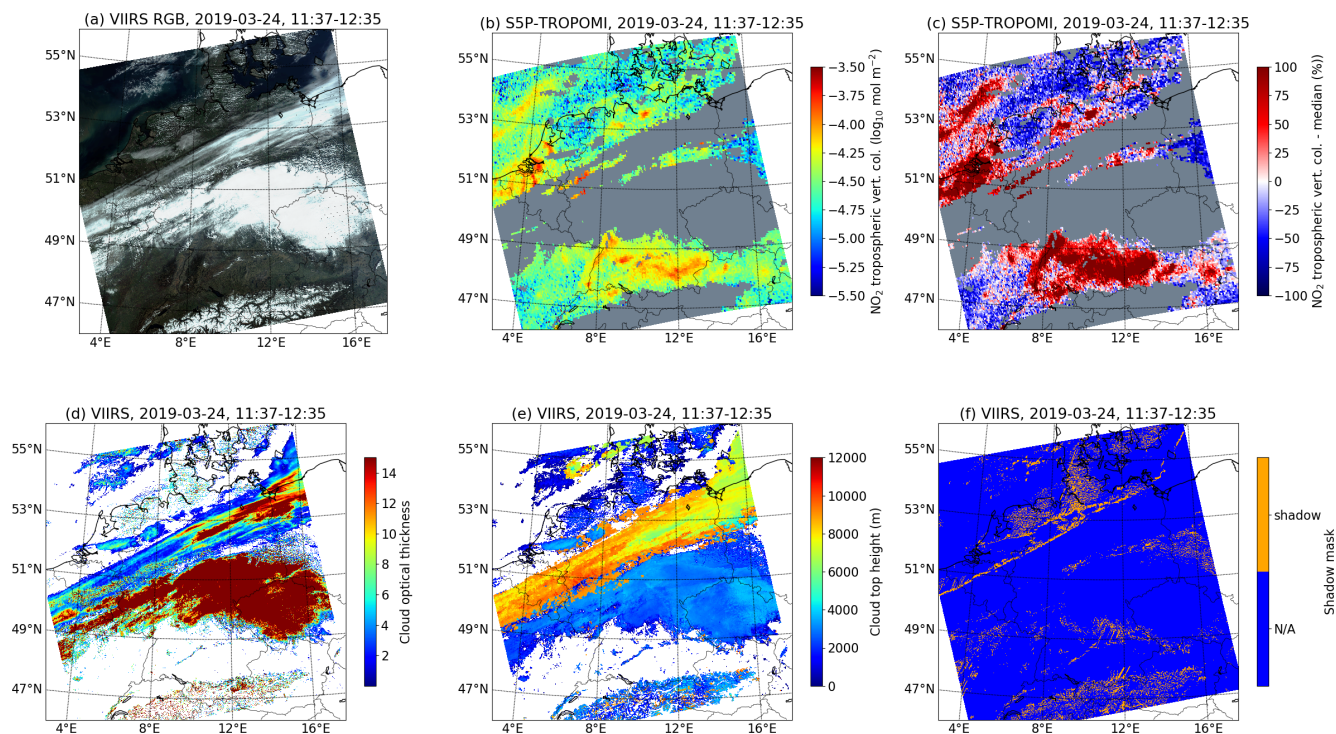 (a) VIIRS RGB, 2019-03-24, 11:37-12:35
55°N
53°N
51°N
49°N
47°N
4°E 8°E 12°E 16°E
(b) S5P-TROPOMI, 2019-03-24, 11:37-12:35
55°N
53°N
51°N
49°N
47°N
4°E 8°E 12°E 16°E
−3.50
−3.75
−4.00
−4.25
−4.50
−4.75
−5.00
−5.25
−5.50
NO₂ tropospheric vert. col. (log₁₀ mol m⁻²)
(c) S5P-TROPOMI, 2019-03-24, 11:37-12:35
55°N
53°N
51°N
49°N
47°N
4°E 8°E 12°E 16°E
100
75
50
25
0
−25
−50
−75
−100
NO₂ tropospheric vert. col. - median (%)
(d) VIIRS, 2019-03-24, 11:37-12:35
55°N
53°N
51°N
49°N
47°N
4°E 8°E 12°E 16°E
14
12
10
8
6
4
2
Cloud optical thickness
(e) VIIRS, 2019-03-24, 11:37-12:35
55°N
53°N
51°N
49°N
47°N
4°E 8°E 12°E 16°E
12000
10000
8000
6000
4000
2000
0
Cloud top height (m)
(f) VIIRS, 2019-03-24, 11:37-12:35
55°N
53°N
51°N
49°N
47°N
4°E 8°E 12°E 16°E
shadow
N/A
Shadow mask